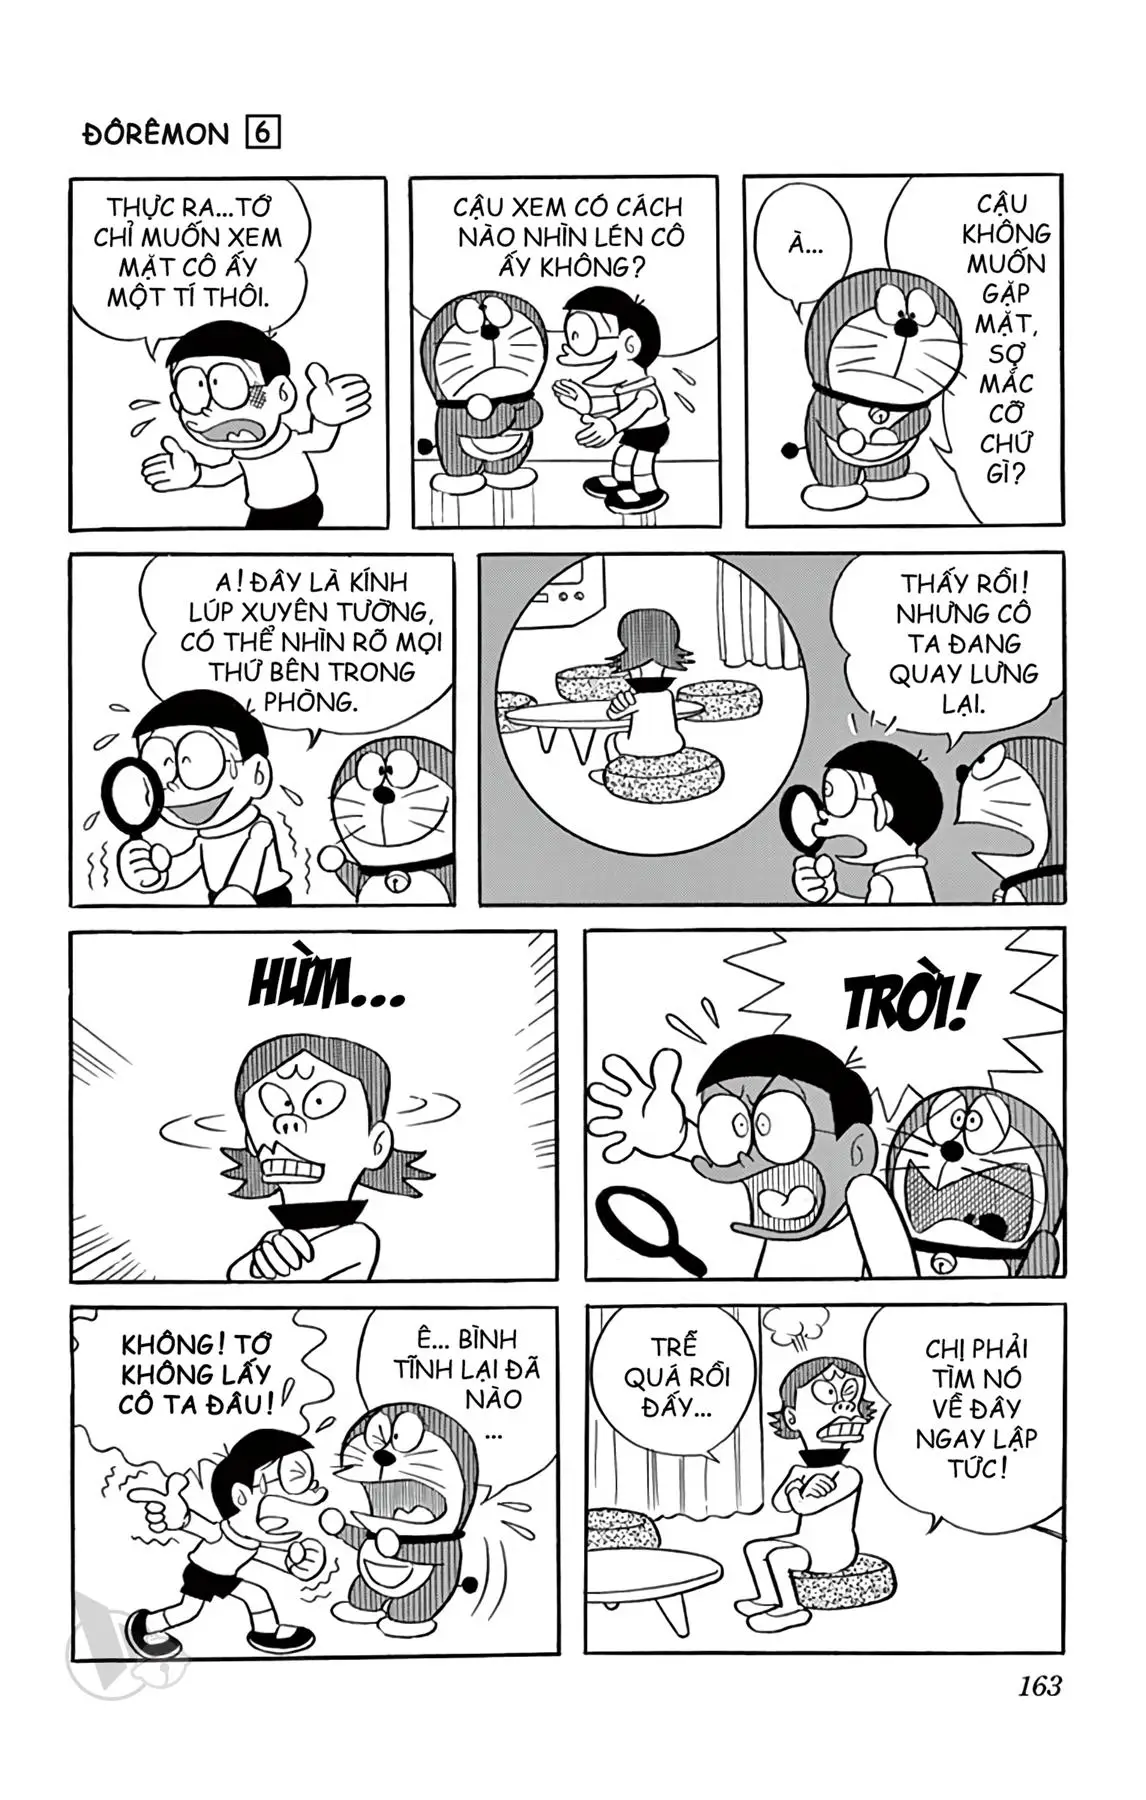 ĐÔRÊMON 6
THỰC RA...TỚ
CHỈ MUỐN XEM
MẶT CÔ ẤY
MỘT TÍ THÔI.
CẬU XEM CÓ CÁCH
NÀO NHÌN LÉN CÔ
ẤY KHÔNG?
À...
CẬU
KHÔNG
MUỐN
GẶP
MẶT,
SỢ
MẮC
CỠ
CHỨ
GÌ?
A! ĐÂY LÀ KÍNH
LÚP XUYÊN TƯỜNG,
CÓ THỂ NHÌN RÕ MỌI
THỨ BÊN TRONG
PHÒNG.
THẤY RỒI!
NHƯNG CÔ
TA ĐANG
QUAY LƯNG
LẠI.
HỪM...
TRỜI!
KHÔNG! TỚ
KHÔNG LẤY
CÔ TA ĐÂU!
Ê... BÌNH
TĨNH LẠI ĐÃ
NÀO
...
TRỄ
QUÁ RỒI
ĐẤY...
CHỊ PHẢI
TÌM NÓ
VỀ ĐÂY
NGAY LẬP
TỨC!
163